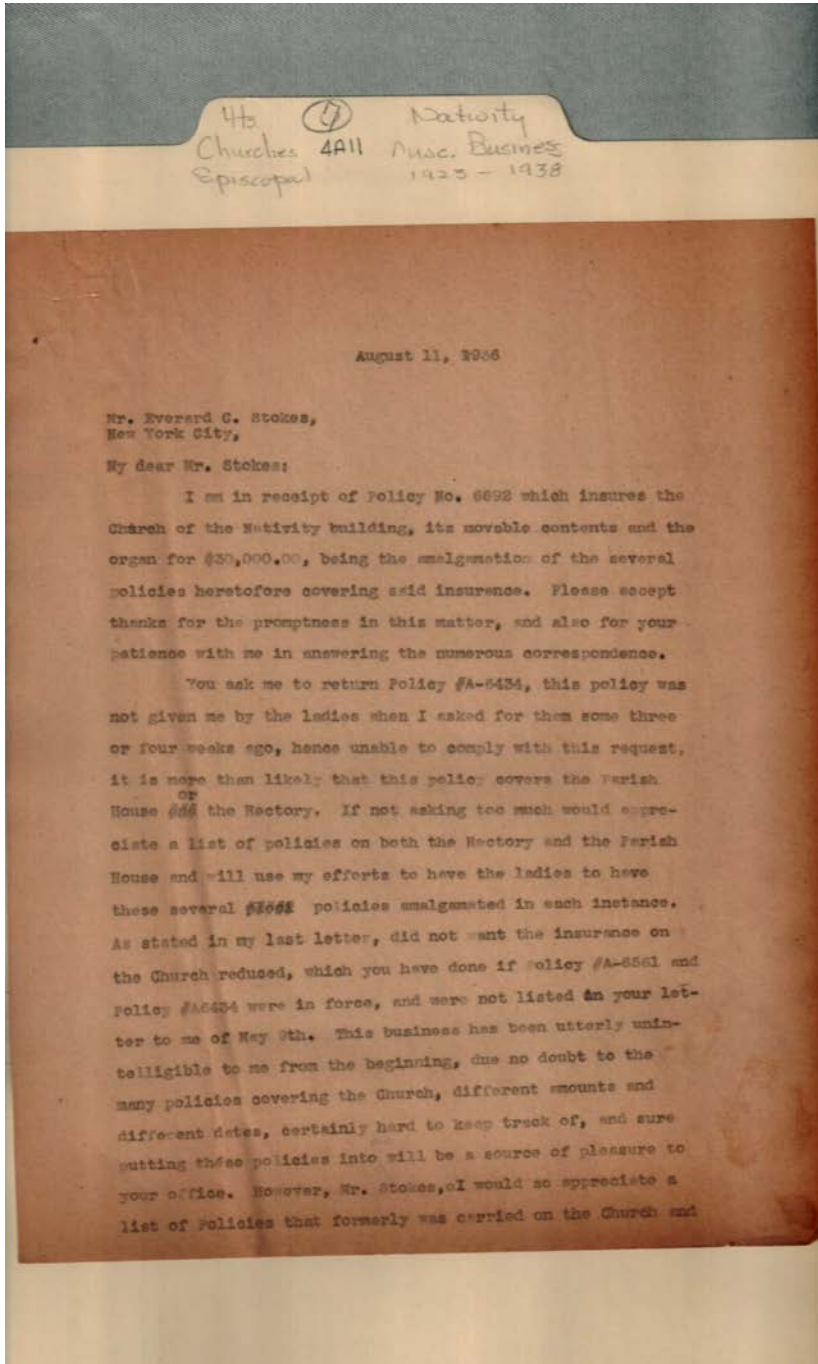 4A11 Nativity
Churches Misc. Business
Episcopal 1923 - 1938
August 11, 1936
Mr. Everard C. Stokes,
New York City,
My dear Mr. Stokes:
I am in receipt of Policy No. 6692 which insures the
Church of the Nativity building, its movable contents and the
organ for $30,000.00, being the amalgamation of the several
policies heretofore covering said insurance. Please accept
thanks for the promptness in this matter, and also for your
patience with me in answering the numerous correspondence.
You ask me to return Policy #A-6434, this policy was
not given me by the ladies when I asked for them some three
or four weeks ago, hence unable to comply with this request,
it is more than likely that this policy covers the Parish
or
House the Rectory. If not asking too much would appre-
ciate a list of policies on both the Rectory and the Parish
House and will use my efforts to have the ladies to have
these several policies amalgamated in each instance.
As stated in my last letter, did not want the insurance on
the Church reduced, which you have done if Policy #A-6561 and
Policy #A6434 were in force, and were not listed in your let-
ter to me of May 9th. This business has been utterly unin-
telligible to me from the beginning, due no doubt to the
many policies covering the Church, different amounts and
different dates, certainly hard to keep track of, and sure
putting these policies into will be a source of pleasure to
your office. However, Mr. Stokes, I would so appreciate a
list of Policies that formerly was carried on the Church and